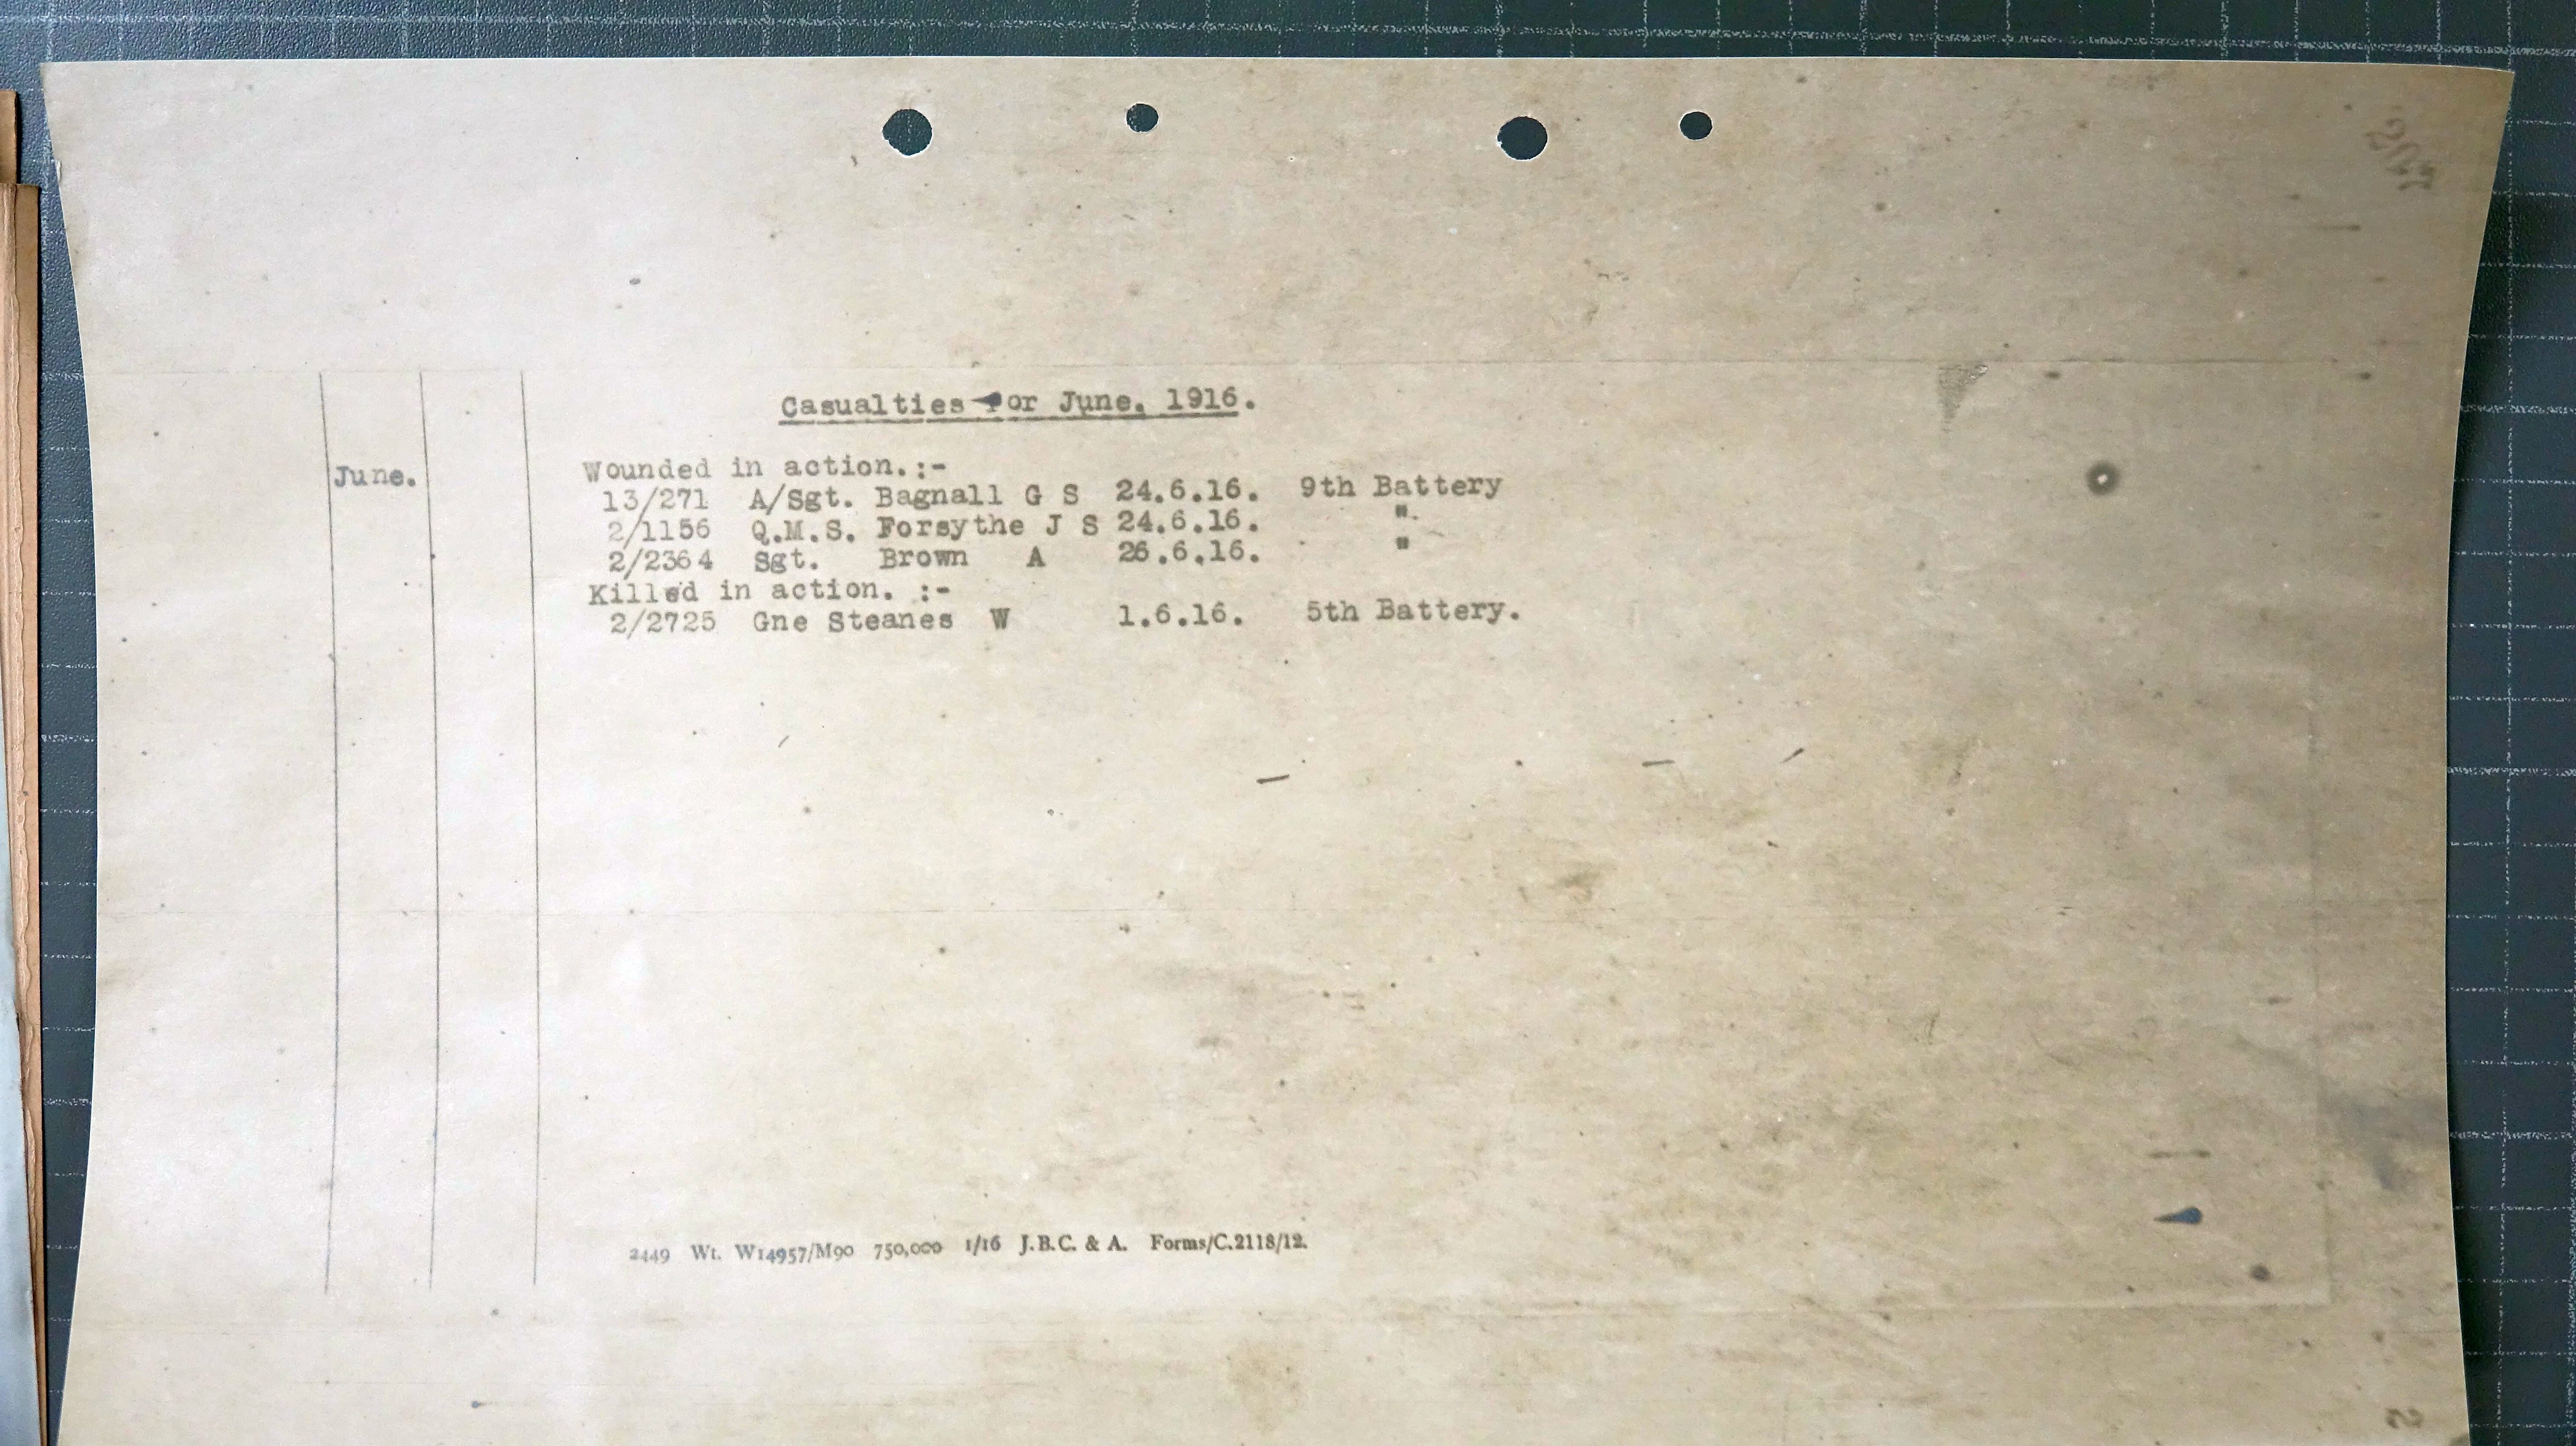 Casualties for June, 1916.
June.
Wounded in action.:-
13/271 A/Sgt. Bagnall G S 24.6.16. 9th Battery
2/1156 Q.M.S. Forsythe J S 24.6.16. ".
2/2364 Sgt. Brown A 26.6.16. "
Killed in action. :-
2/2725 Gne Steanes W 1.6.16. 5th Battery.
2449 Wt. W14957/M90 750,000 1/16 J.B.C. & A. Forms/C.2118/12.